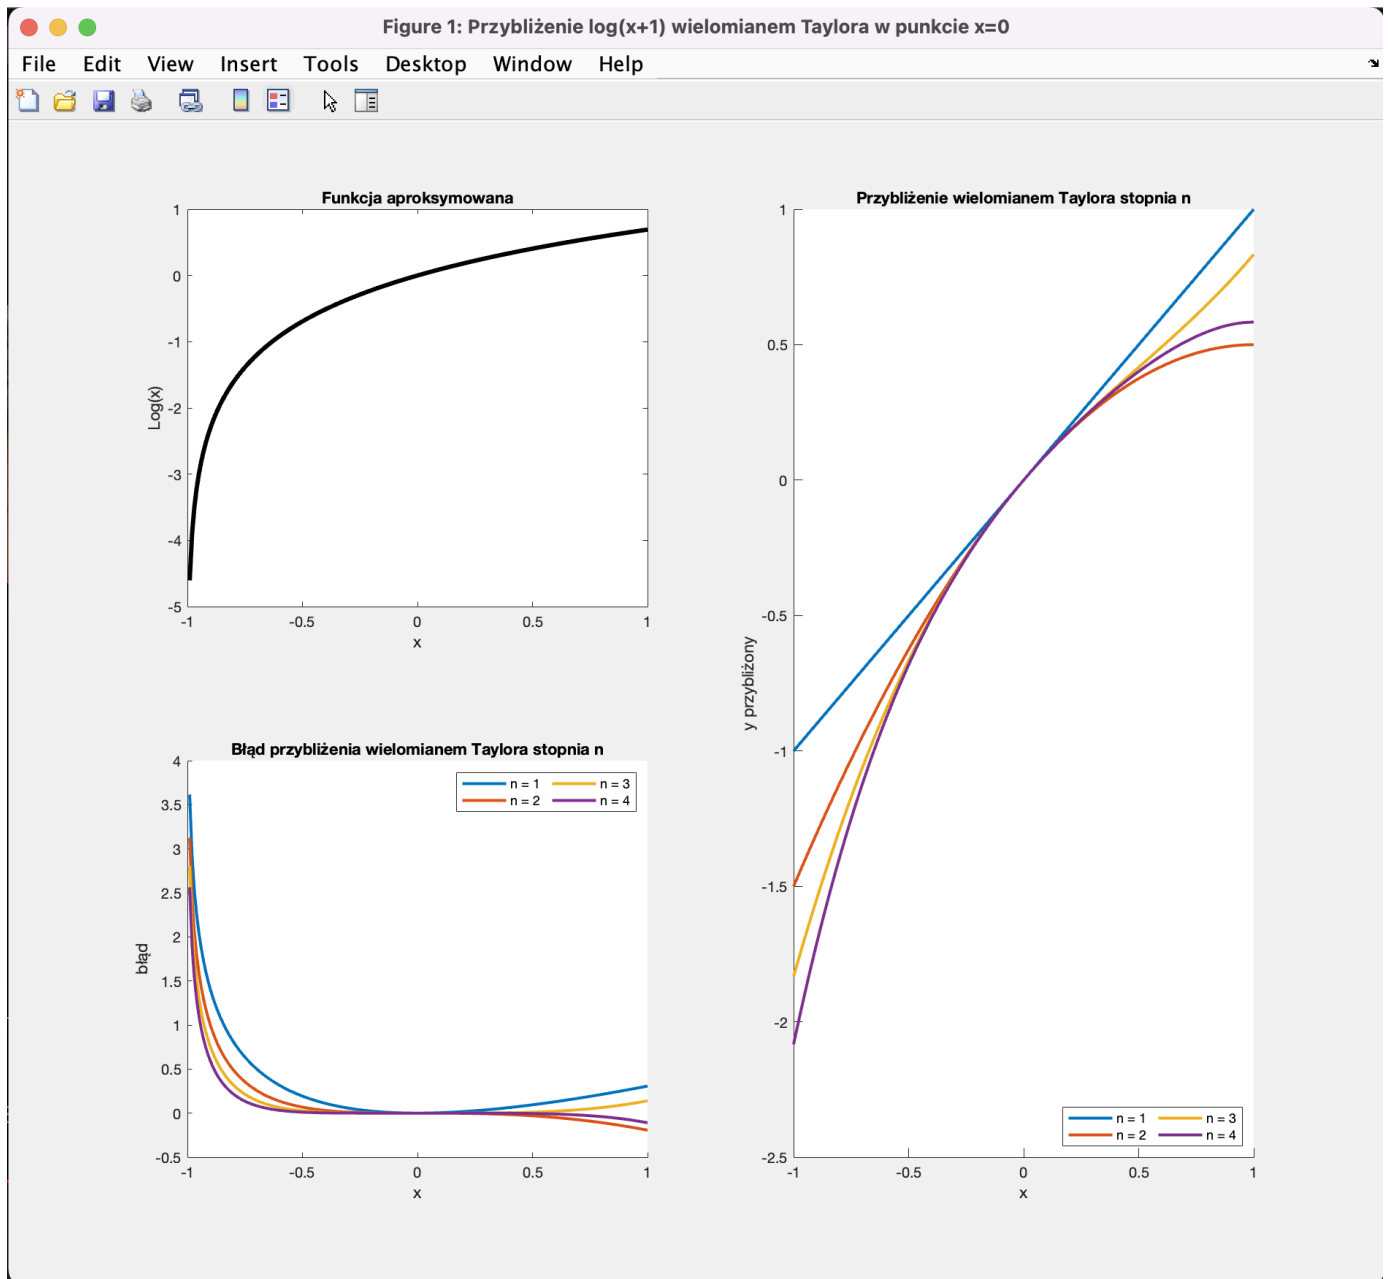 Figure 1: Przybliżenie log(x+1) wielomianem Taylora w punkcie x=0
File Edit View Insert Tools Desktop Window Help
Funkcja aproksymowana
1
0
-1
-2
-3
-4
-5
Log(x)
-1 -0.5 0 0.5 1
x
Błąd przybliżenia wielomianem Taylora stopnia n
4
3.5
3
2.5
2
1.5
1
0.5
0
-0.5
błąd
n = 1 n = 3
n = 2 n = 4
-1 -0.5 0 0.5 1
x
Przybliżenie wielomianem Taylora stopnia n
1
0.5
0
-0.5
-1
-1.5
-2
-2.5
y przybliżony
n = 1 n = 3
n = 2 n = 4
-1 -0.5 0 0.5 1
x